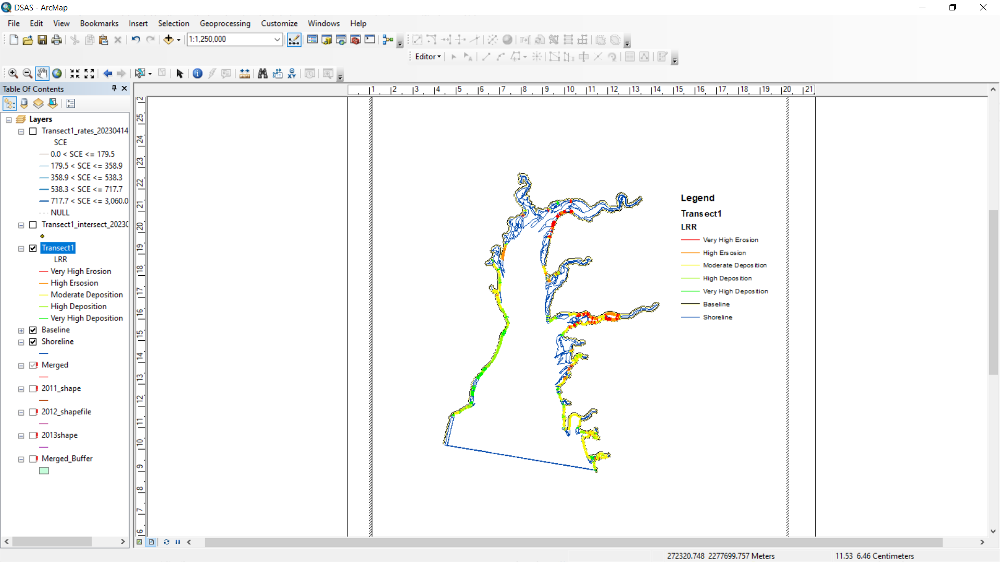 DSAS - ArcMap
File Edit View Bookmarks Insert Selection Geoprocessing Customize Windows Help
1:1,250,000
Editor
XY
Table Of Contents
1 2 3 4 5 6 7 8 9 10 11 12 13 14 15 16 17 18 19 20 21
Layers
Transect1_rates_20230414
SCE
0.0 < SCE <= 179.5
179.5 < SCE <= 358.9
358.9 < SCE <= 538.3
538.3 < SCE <= 717.7
717.7 < SCE <= 3,060.0
NULL
Transect1_intersect_2023
Transect1
LRR
Very High Erosion
High Ersosion
Moderate Deposition
High Deposition
Very High Deposition
Baseline
Shoreline
Merged
2011_shape
2012_shapefile
2013shape
Merged_Buffer
2
25
24
23
22
21
20
19
18
17
16
15
14
13
12
11
10
9
8
7
6
Legend
Transect1
LRR
Very High Erosion
High Ersosion
Moderate Deposition
High Deposition
Very High Deposition
Baseline
Shoreline
272320.748 2277699.757 Meters
11.53 6.46 Centimeters